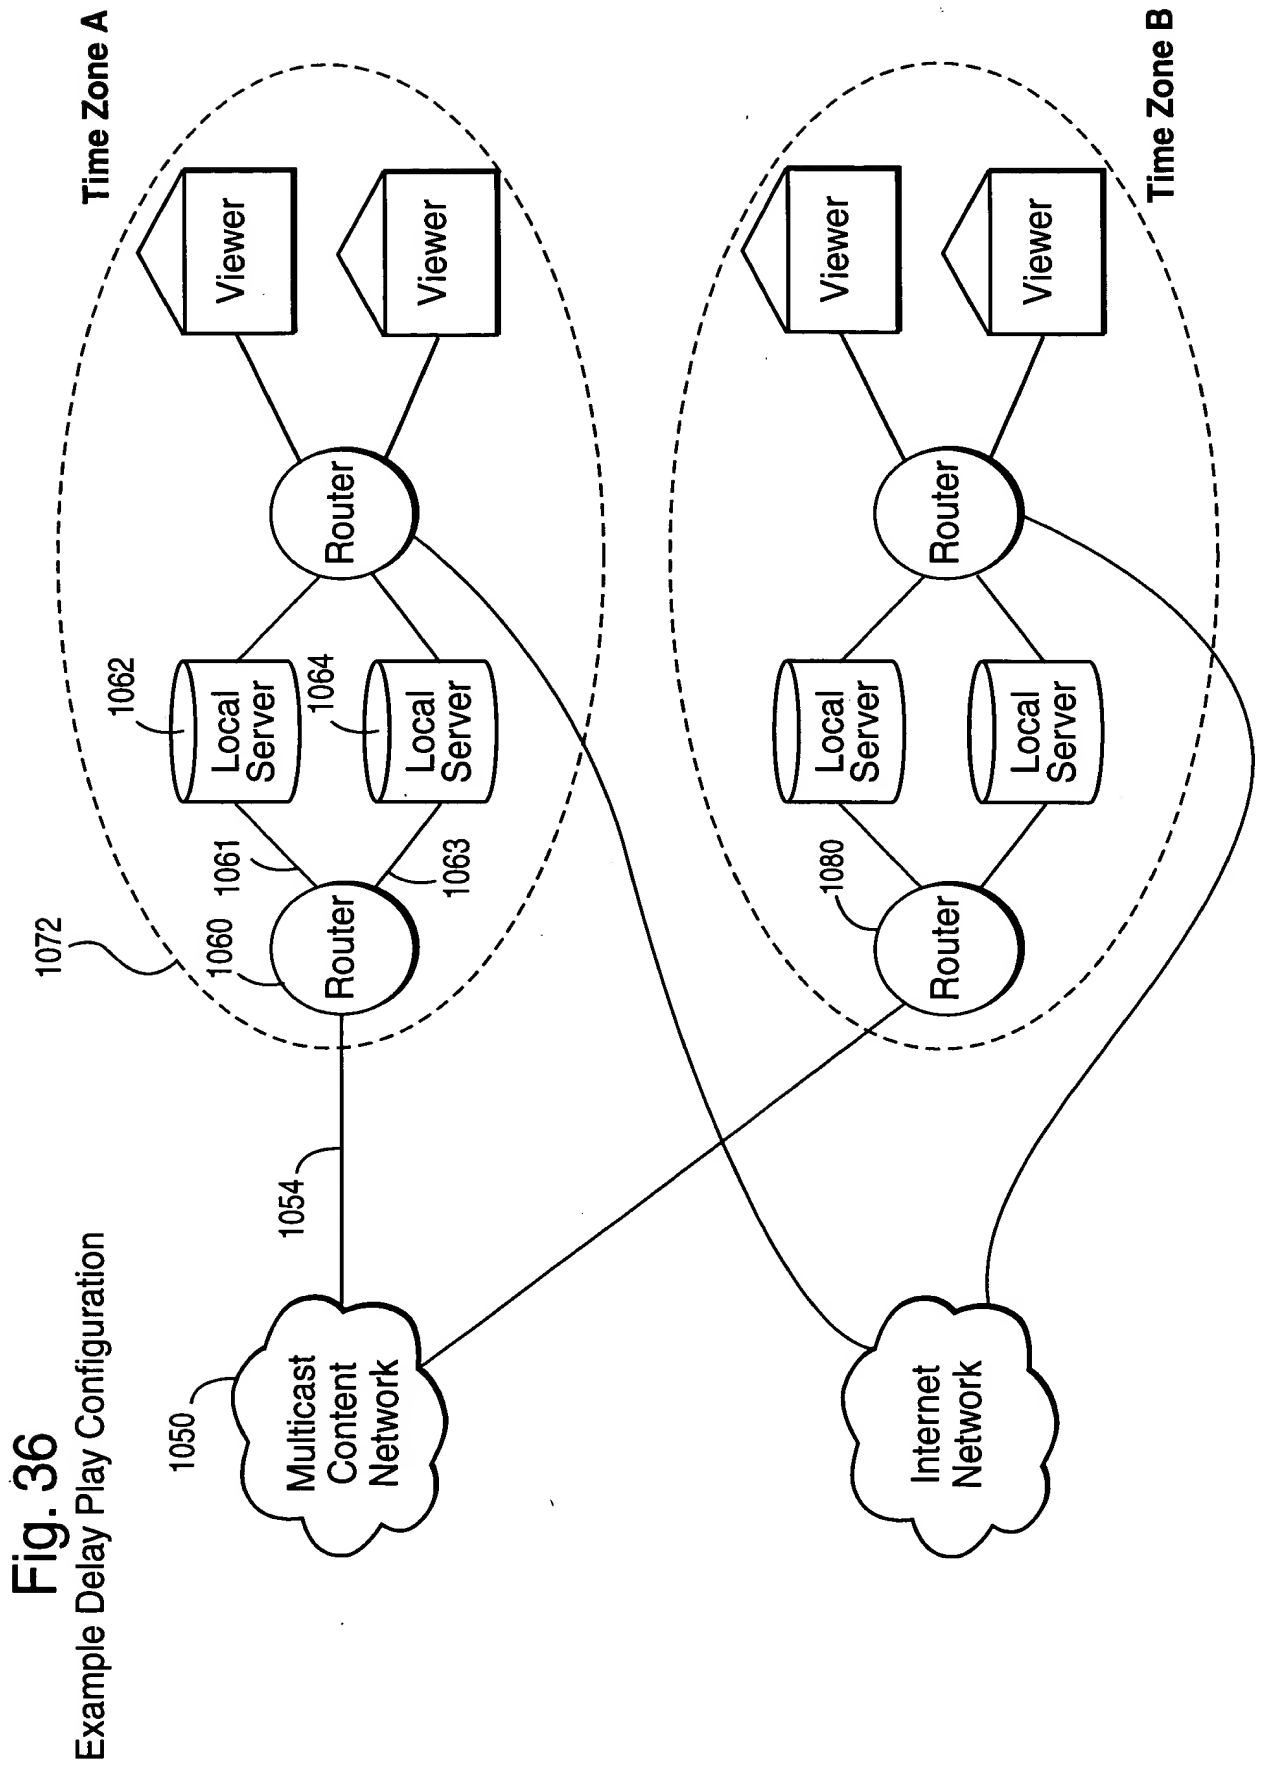 Fig. 36
Example Delay Play Configuration
Time Zone A
1072
1050
Multicast
Content
Network
1054
1060
Router
1061
1062
Local
Server
1063
1064
Local
Server
Router
Viewer
Viewer
Internet
Network
1080
Router
Local
Server
Local
Server
Router
Viewer
Viewer
Time Zone B